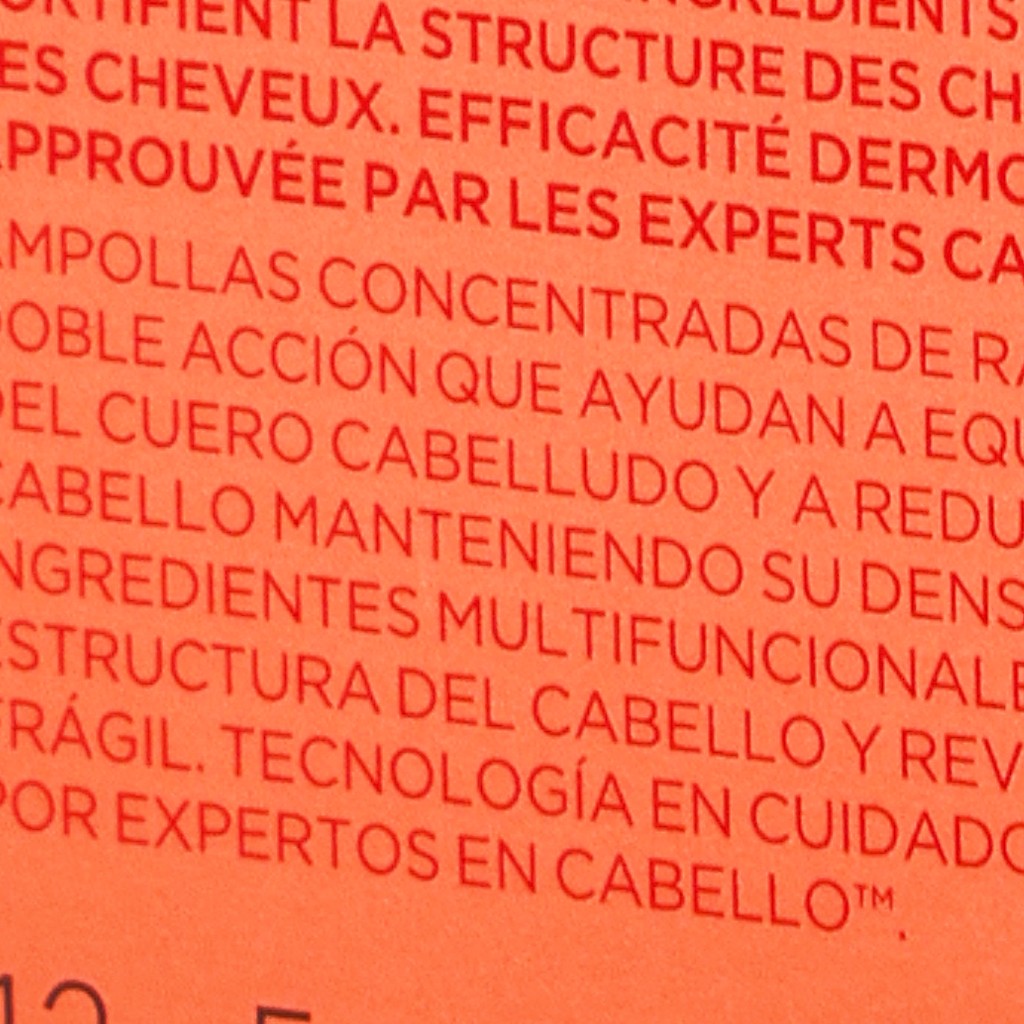 INGREDIENTS
ORTIFIENT LA STRUCTURE DES CH
ES CHEVEUX. EFFICACITÉ DERMO
APPROUVÉE PAR LES EXPERTS CA
AMPOLLAS CONCENTRADAS DE RA
DOBLE ACCIÓN QUE AYUDAN A EQU
DEL CUERO CABELLUDO Y A REDU
CABELLO MANTENIENDO SU DENS
INGREDIENTES MULTIFUNCIONALE
ESTRUCTURA DEL CABELLO Y REV
FRÁGIL. TECNOLOGÍA EN CUIDADO
POR EXPERTOS EN CABELLO™.